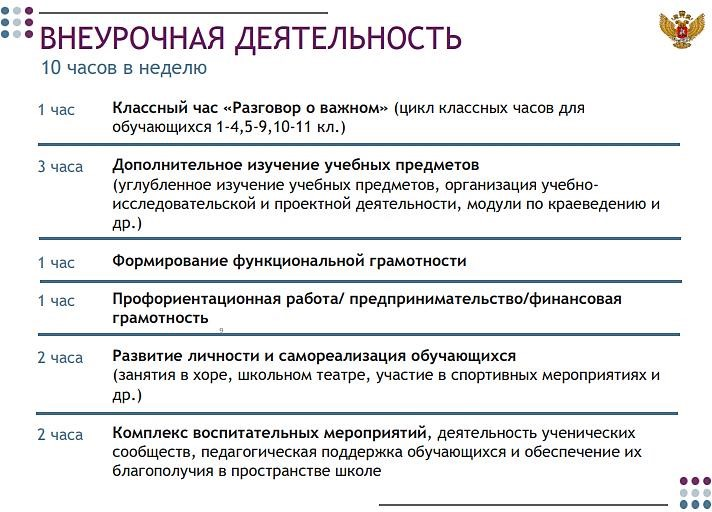 ВНЕУРОЧНАЯ ДЕЯТЕЛЬНОСТЬ
10 часов в неделю
1 час
Классный час «Разговор о важном» (цикл классных часов для
обучающихся 1-4,5-9,10-11 кл.)
3 часа
Дополнительное изучение учебных предметов
(углубленное изучение учебных предметов, организация учебно-
исследовательской и проектной деятельности, модули по краеведению и
др.)
1 час
Формирование функциональной грамотности
1 час
Профориентационная работа/ предпринимательство/финансовая
грамотность
9
2 часа
Развитие личности и самореализация обучающихся
(занятия в хоре, школьном театре, участие в спортивных мероприятиях и
др.)
2 часа
Комплекс воспитательных мероприятий, деятельность ученических
сообществ, педагогическая поддержка обучающихся и обеспечение их
благополучия в пространстве школе